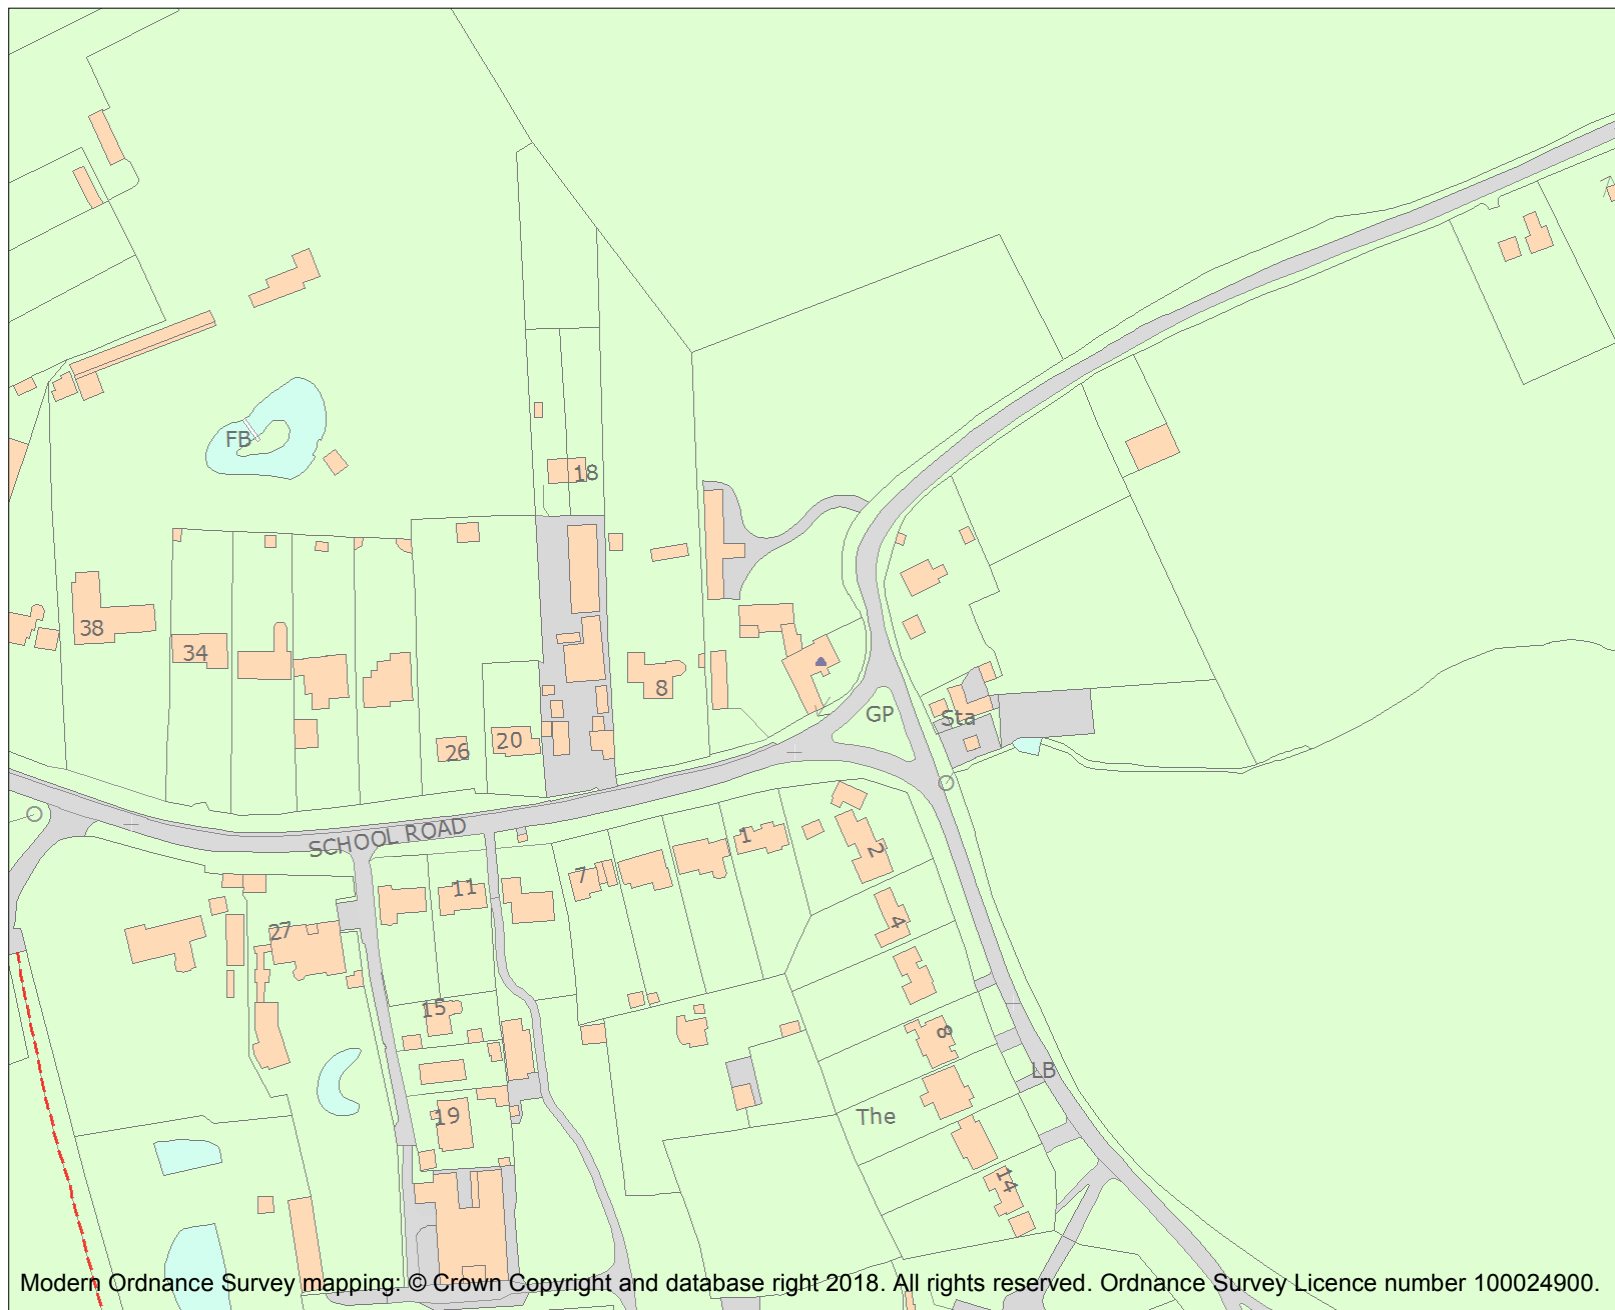 FB
18
38
34
8
GP
Sta
26
20
SCHOOL ROAD
1
2
7
11
4
27
15
8
LB
19
The
14
Modern Ordnance Survey mapping: © Crown Copyright and database right 2018. All rights reserved. Ordnance Survey Licence number 100024900.